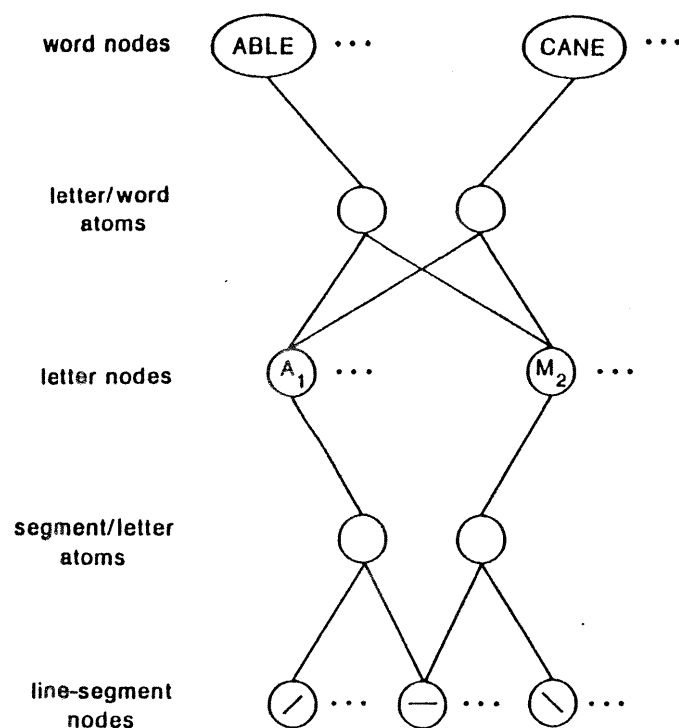 word nodes
ABLE ... CANE ...
letter/word
atoms
letter nodes
A1 ... M2 ...
segment/letter
atoms
line-segment
nodes
... ... ...